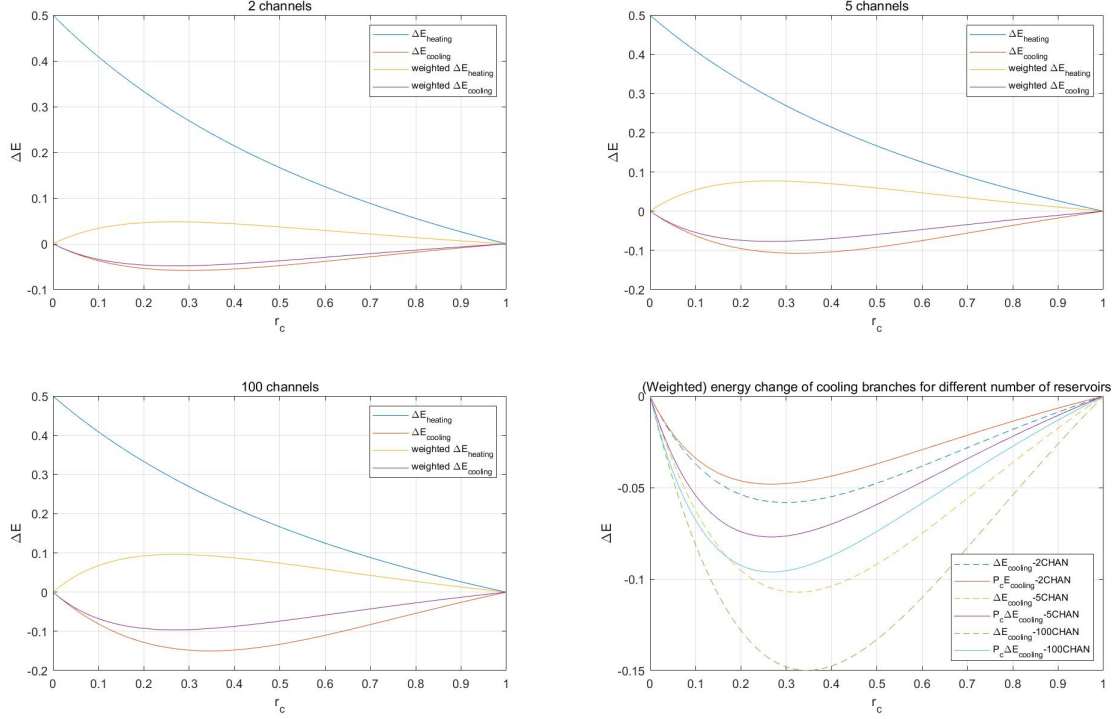 2 channels
0.5
0.4
0.3
0.2
0.1
0
-0.1
ΔE
0 0.1 0.2 0.3 0.4 0.5 0.6 0.7 0.8 0.9 1
r_c
ΔE_heating
ΔE_cooling
weighted ΔE_heating
weighted ΔE_cooling
5 channels
0.5
0.4
0.3
0.2
0.1
0
-0.1
-0.2
ΔE
0 0.1 0.2 0.3 0.4 0.5 0.6 0.7 0.8 0.9 1
r_c
ΔE_heating
ΔE_cooling
weighted ΔE_heating
weighted ΔE_cooling
100 channels
0.5
0.4
0.3
0.2
0.1
0
-0.1
-0.2
ΔE
0 0.1 0.2 0.3 0.4 0.5 0.6 0.7 0.8 0.9 1
r_c
ΔE_heating
ΔE_cooling
weighted ΔE_heating
weighted ΔE_cooling
(Weighted) energy change of cooling branches for different number of reservoirs
0
-0.05
-0.1
-0.15
ΔE
0 0.1 0.2 0.3 0.4 0.5 0.6 0.7 0.8 0.9 1
r_c
ΔE_cooling-2CHAN
P_cE_cooling-2CHAN
ΔE_cooling-5CHAN
P_cΔE_cooling-5CHAN
ΔE_cooling-100CHAN
P_cΔE_cooling-100CHAN